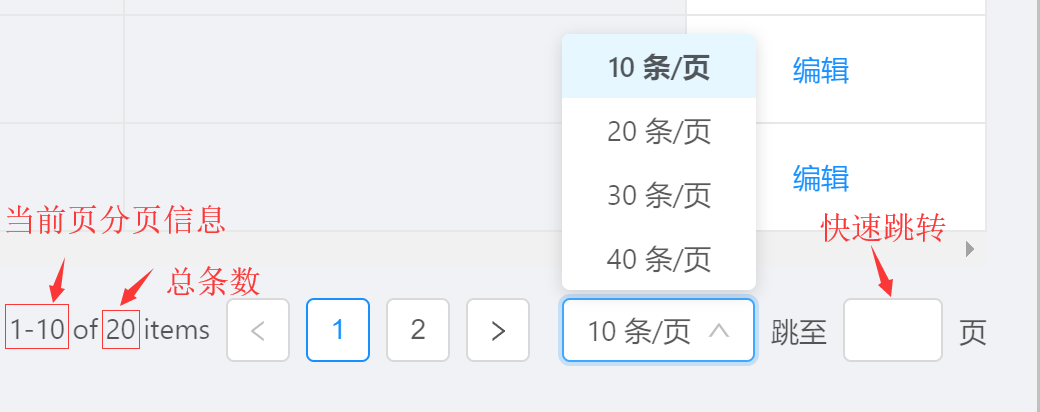 10 条/页
编辑
20 条/页
30 条/页
编辑
当前页分页信息
快速跳转
40 条/页
总条数
1-10 of 20 items
<
1
2
>
10 条/页
跳至
页